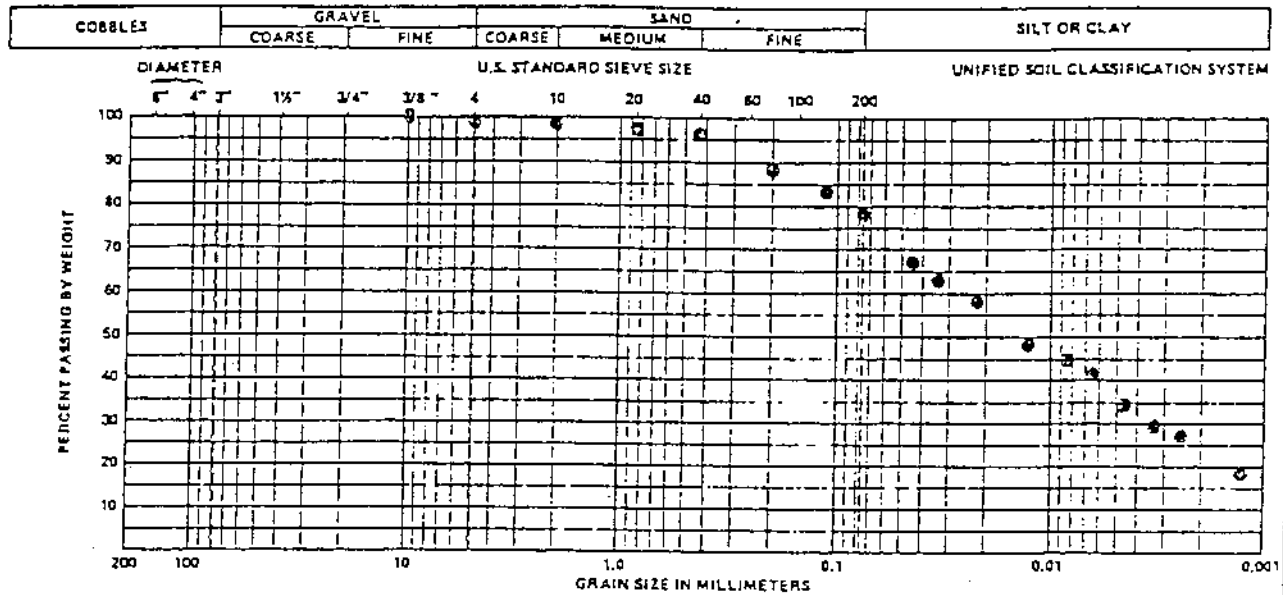 COBBLES GRAVEL SAND SILT OR CLAY
COARSE FINE COARSE MEDIUM FINE
DIAMETER U.S. STANDARD SIEVE SIZE UNIFIED SOIL CLASSIFICATION SYSTEM
6" 4" 3" 1½" 3/4" 3/8" 4 10 20 40 60 100 200
100
90
80
70
60
50
40
30
20
10
PERCENT PASSING BY WEIGHT
200 100 10 1.0 0.1 0.01 0.001
GRAIN SIZE IN MILLIMETERS